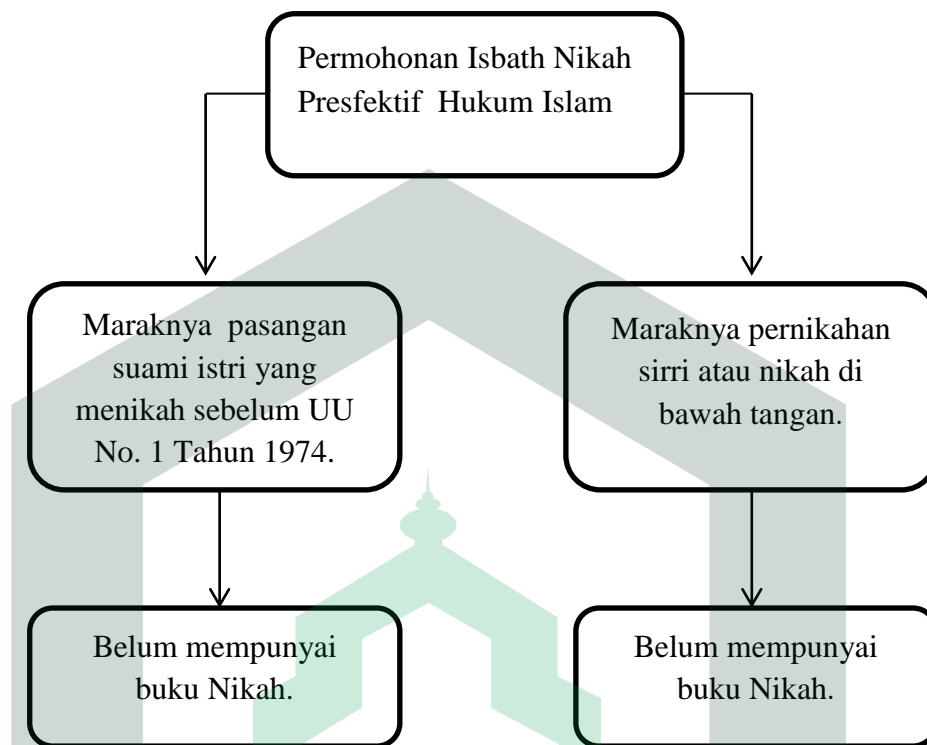 Permohonan Isbath Nikah
Presfektif Hukum Islam
Maraknya pasangan
suami istri yang
menikah sebelum UU
No. 1 Tahun 1974.
Maraknya pernikahan
sirri atau nikah di
bawah tangan.
Belum mempunyai
buku Nikah.
Belum mempunyai
buku Nikah.